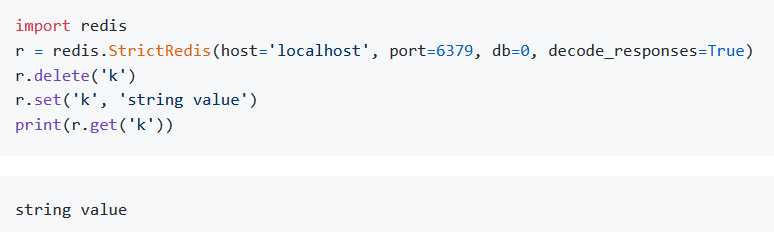 import redis
r = redis.StrictRedis(host='localhost', port=6379, db=0, decode_responses=True)
r.delete('k')
r.set('k', 'string value')
print(r.get('k'))
string value